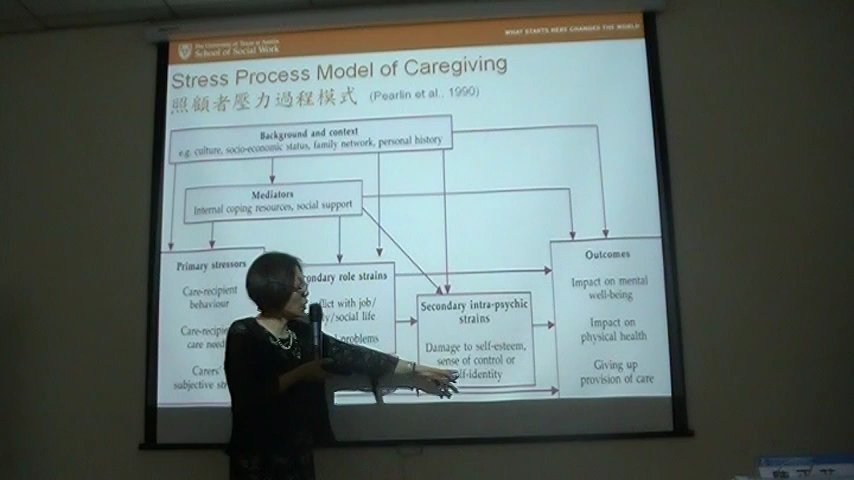 The University of Texas at Austin
School of Social Work
WHAT STARTS HERE CHANGES THE WORLD
Stress Process Model of Caregiving
照顧者壓力過程模式 (Pearlin et al., 1990)
Background and context
e.g. culture, socio-economic status, family network, personal history
Mediators
Internal coping resources, social support
Primary stressors
Care-recipient
behaviour
Care-recipie
care need
Carers'
subjective st
ondary role strains
flict with job/
y/social life
problems
Secondary intra-psychic
strains
Damage to self-esteem,
sense of control or
lf-identity
Outcomes
Impact on mental
well-being
Impact on
physical health
Giving up
provision of care